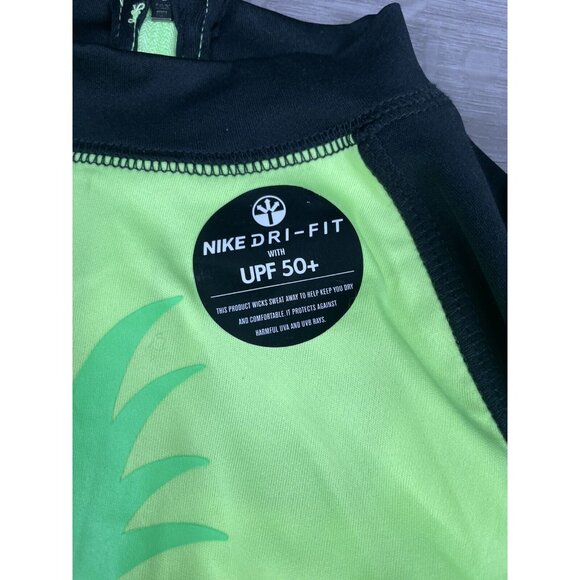 NIKE DRI-FIT
WITH
UPF 50+
THIS PRODUCT WICKS SWEAT AWAY TO HELP KEEP YOU DRY
AND COMFORTABLE. IT PROTECTS AGAINST
HARMFUL UVA AND UVB RAYS.